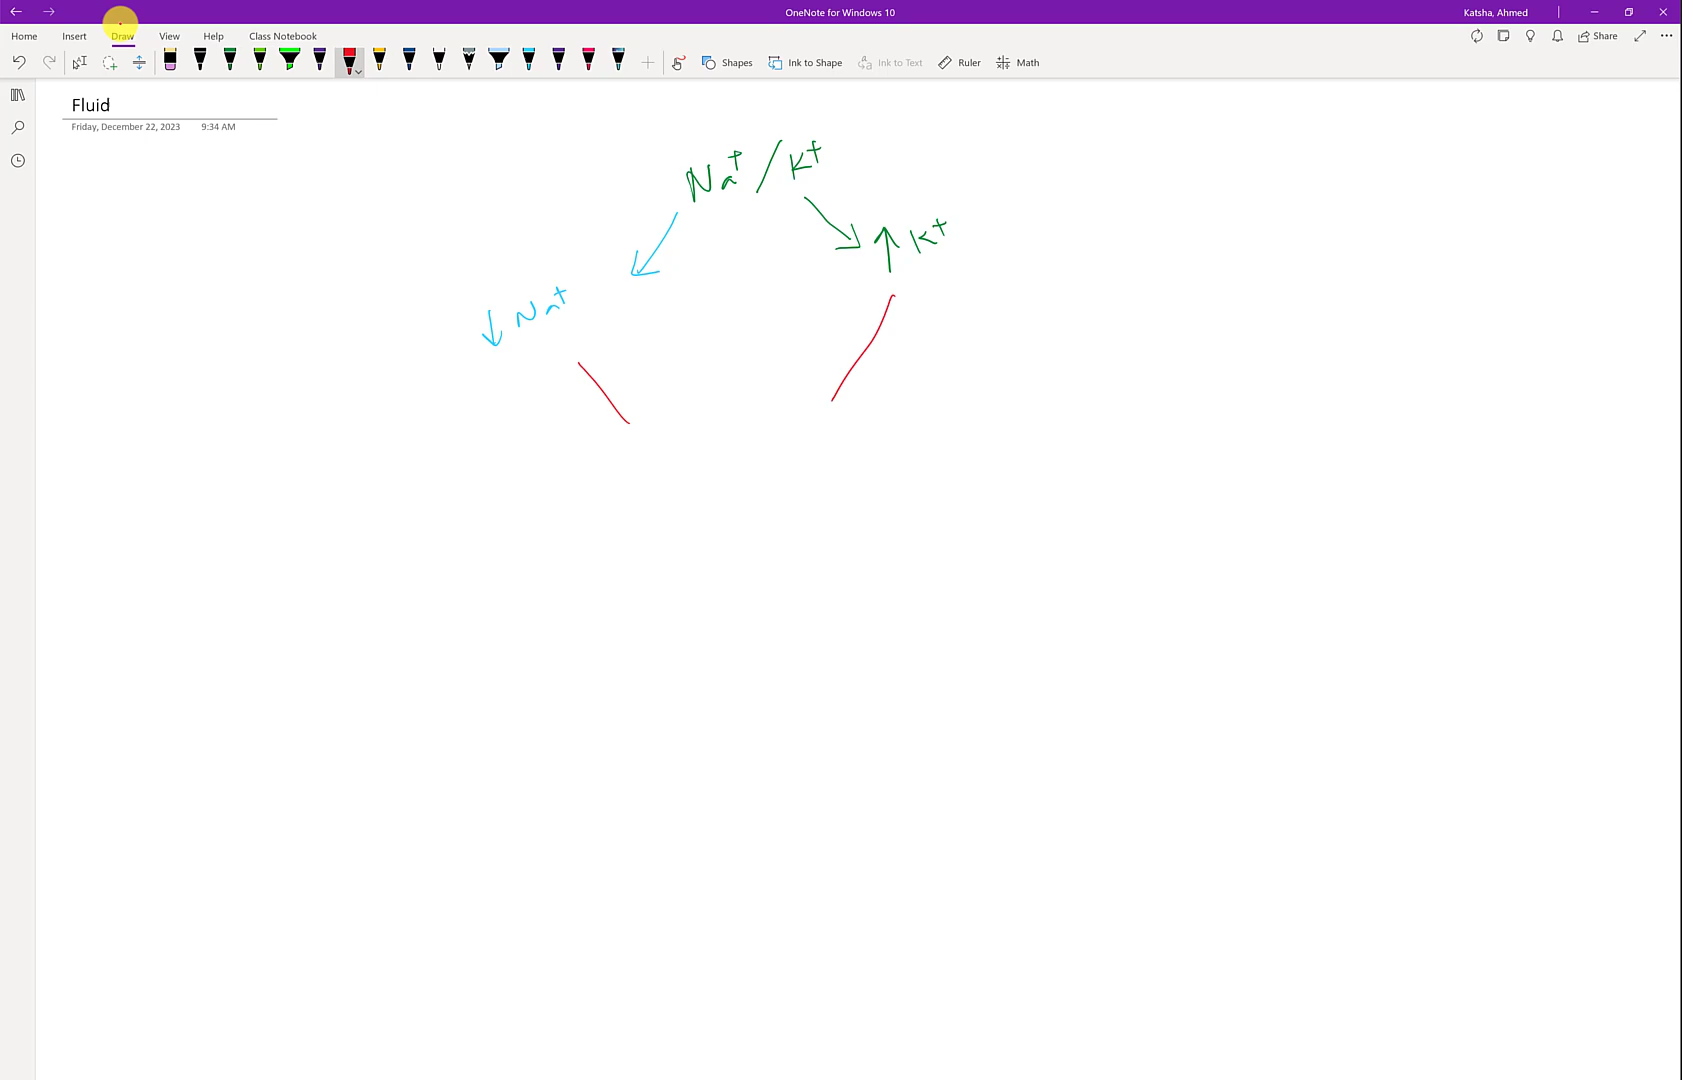 OneNote for Windows 10
Katsha, Ahmed
Home Insert Draw View Help Class Notebook
Share
Shapes Ink to Shape Ink to Text Ruler Math
Fluid
Friday, December 22, 2023 9:34 AM
Na⁺ / K⁺
↑ K⁺
↓ Na⁺